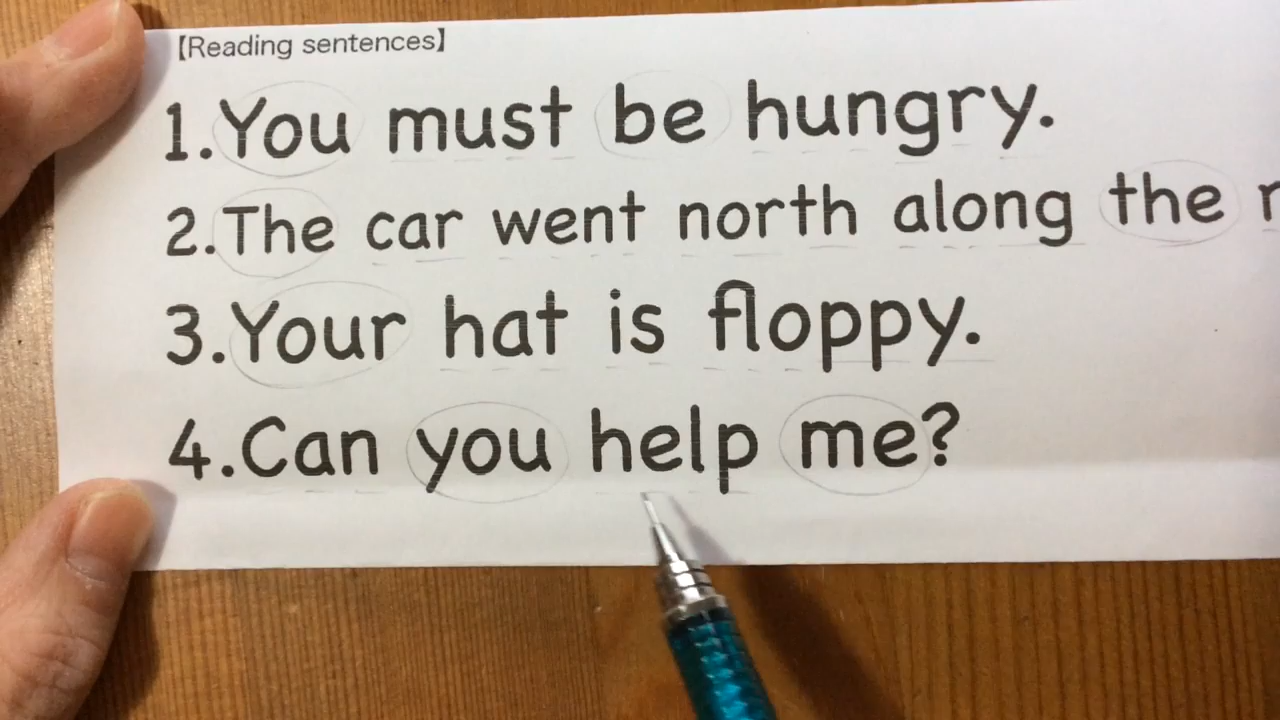 【Reading sentences】
1.You must be hungry.
2.The car went north along the
3.Your hat is floppy.
4.Can you help me?